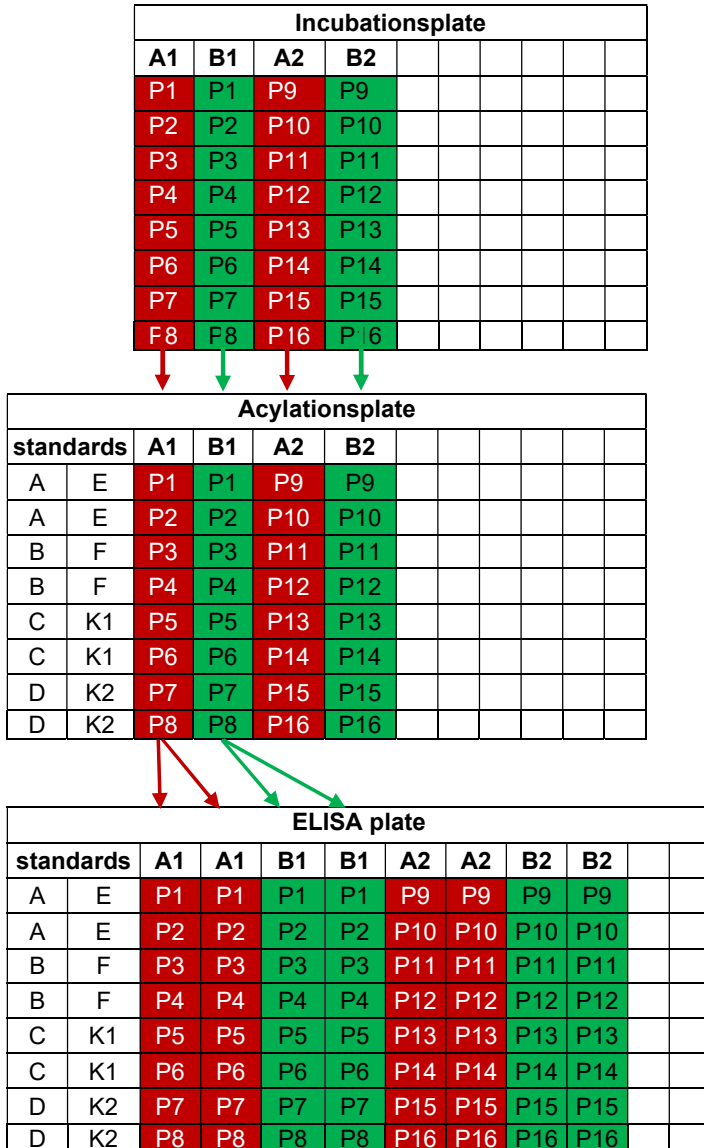 Incubationsplate
A1 B1 A2 B2
P1 P1 P9 P9
P2 P2 P10 P10
P3 P3 P11 P11
P4 P4 P12 P12
P5 P5 P13 P13
P6 P6 P14 P14
P7 P7 P15 P15
P8 P8 P16 P16
Acylationsplate
standards A1 B1 A2 B2
A E P1 P1 P9 P9
A E P2 P2 P10 P10
B F P3 P3 P11 P11
B F P4 P4 P12 P12
C K1 P5 P5 P13 P13
C K1 P6 P6 P14 P14
D K2 P7 P7 P15 P15
D K2 P8 P8 P16 P16
ELISA plate
standards A1 A1 B1 B1 A2 A2 B2 B2
A E P1 P1 P1 P1 P9 P9 P9 P9
A E P2 P2 P2 P2 P10 P10 P10 P10
B F P3 P3 P3 P3 P11 P11 P11 P11
B F P4 P4 P4 P4 P12 P12 P12 P12
C K1 P5 P5 P5 P5 P13 P13 P13 P13
C K1 P6 P6 P6 P6 P14 P14 P14 P14
D K2 P7 P7 P7 P7 P15 P15 P15 P15
D K2 P8 P8 P8 P8 P16 P16 P16 P16